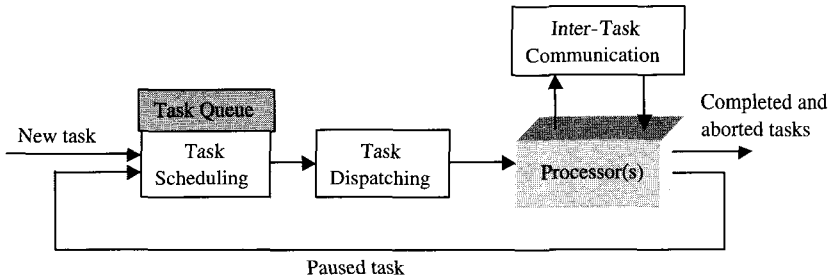 Inter-Task
Communication
Task Queue
Completed and
aborted tasks
New task
Task
Scheduling
Task
Dispatching
Processor(s)
Paused task